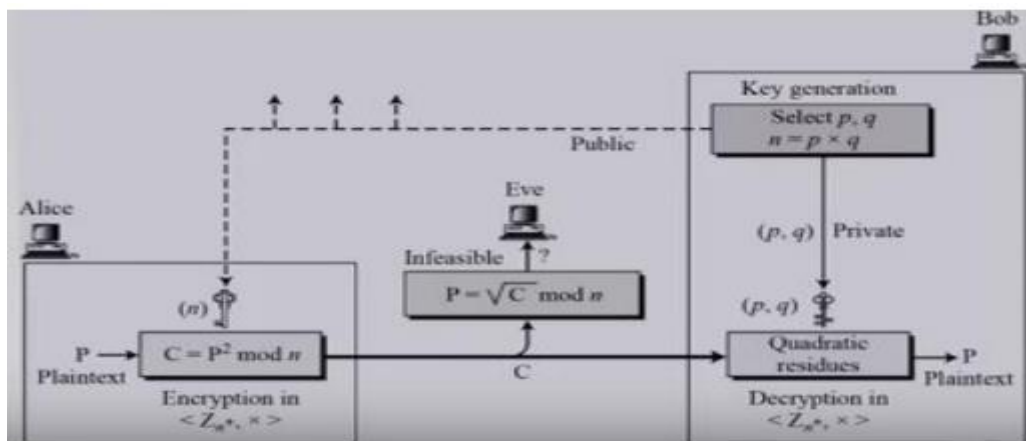 Bob
Key generation
Select p, q
n = p × q
Public
Eve
Alice
(p, q) Private
Infeasible
?
P = √C mod n
(n)
(p, q)
P
Plaintext
C = P² mod n
C
Quadratic
residues
P
Plaintext
Encryption in
< Zn*, × >
Decryption in
< Zn*, × >